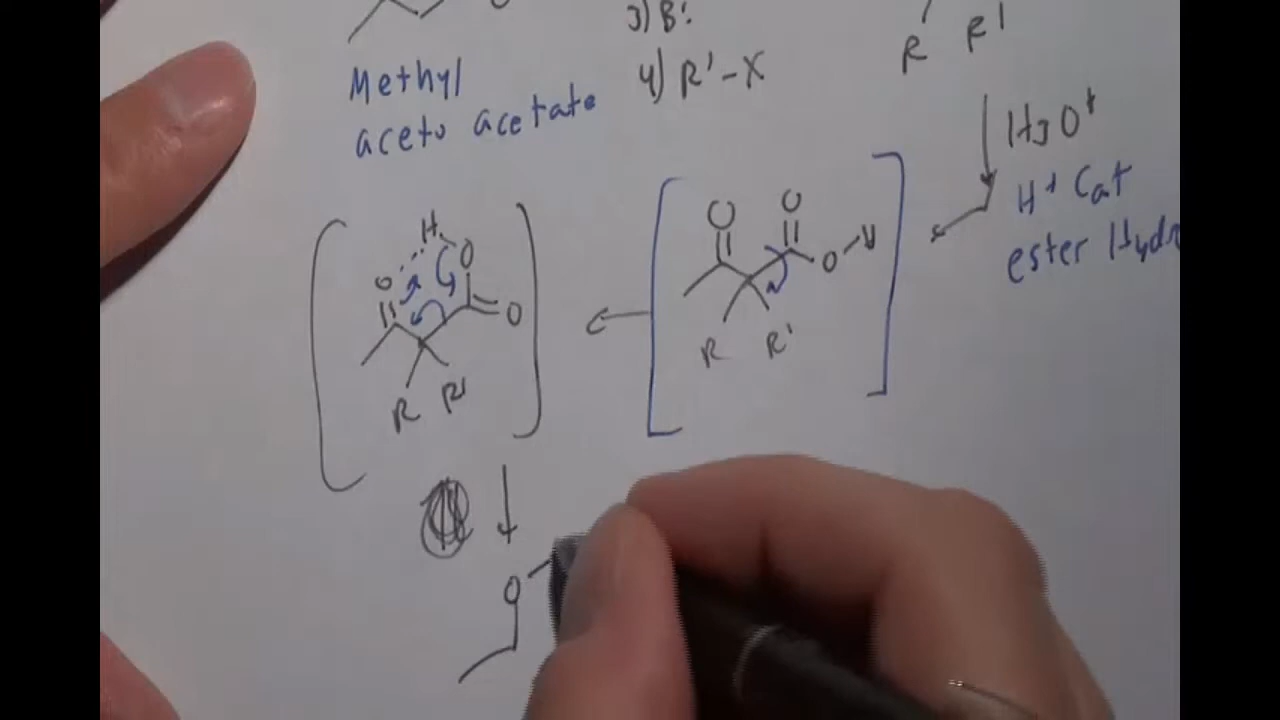 3) B:
4) R'-X
R R'
Methyl
aceto acetate
H3O+
H+ Cat
ester Hydr
H
O
O
O
R R'
O
O
O-H
R R'
O